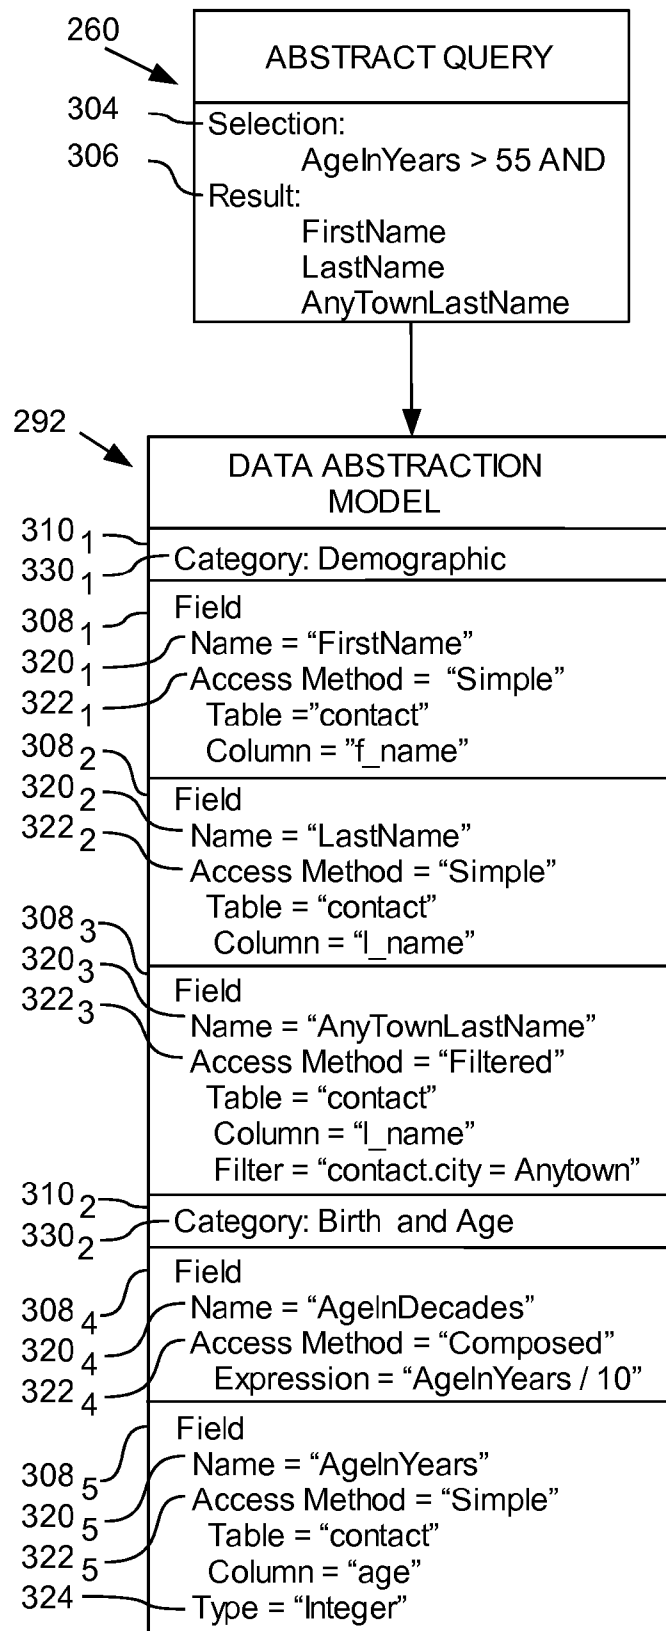 260
ABSTRACT QUERY
304
Selection:
AgeInYears > 55 AND
306
Result:
FirstName
LastName
AnyTownLastName
292
DATA ABSTRACTION
MODEL
310 1
330 1
Category: Demographic
308 1
Field
320 1
Name = “FirstName”
322 1
Access Method = “Simple”
Table =”contact”
Column = ”f_name”
308 2
Field
320 2
Name = “LastName”
322 2
Access Method = “Simple”
Table = “contact”
Column = “l_name”
308 3
Field
320 3
Name = “AnyTownLastName”
322 3
Access Method = “Filtered”
Table = “contact”
Column = “l_name”
Filter = “contact.city = Anytown”
310 2
330 2
Category: Birth and Age
308 4
Field
320 4
Name = “AgeInDecades”
322 4
Access Method = “Composed”
Expression = “AgeInYears / 10”
308 5
Field
320 5
Name = “AgeInYears”
322 5
Access Method = “Simple”
Table = “contact”
Column = “age”
324
Type = “Integer”